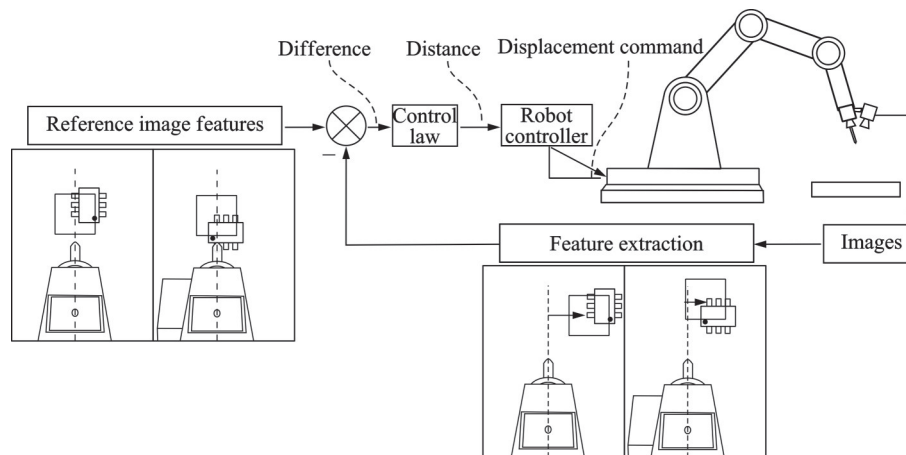 Difference
Distance
Displacement command
Reference image features
Control
law
Robot
controller
–
Feature extraction
Images